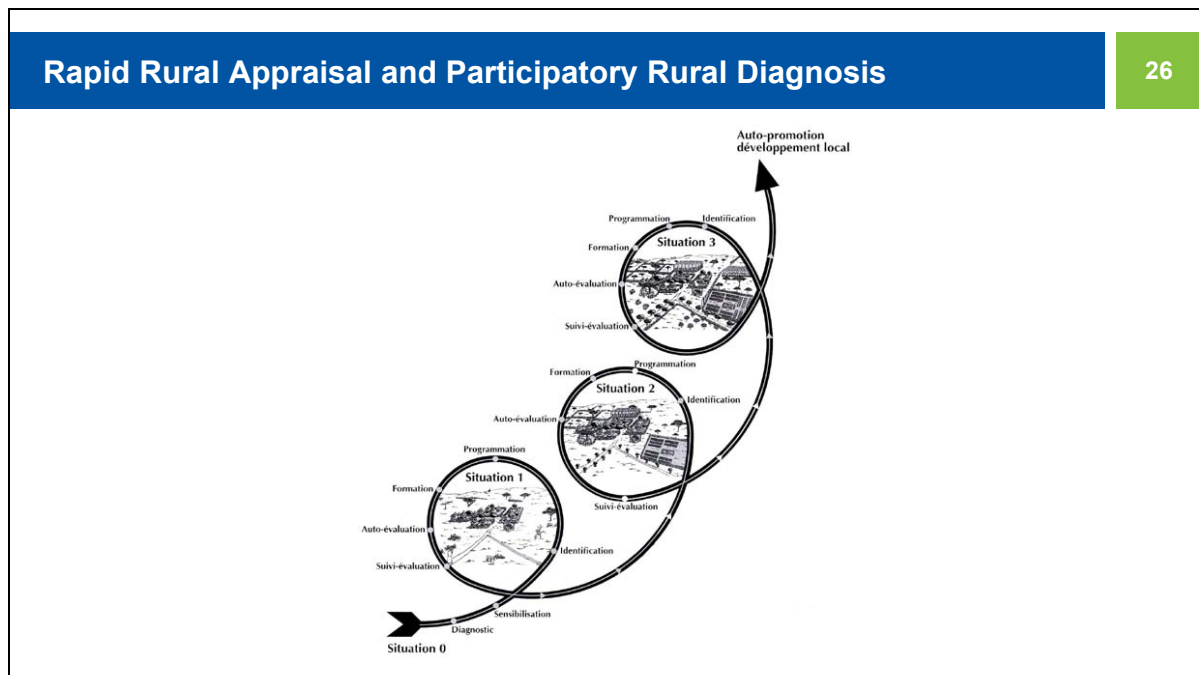 Rapid Rural Appraisal and Participatory Rural Diagnosis
26
Auto-promotion
développement local
Programmation
Identification
Situation 3
Formation
Auto-évaluation
Suivi-évaluation
Programmation
Formation
Situation 2
Identification
Auto-évaluation
Suivi-évaluation
Programmation
Situation 1
Formation
Auto-évaluation
Identification
Suivi-évaluation
Sensibilisation
Diagnostic
Situation 0